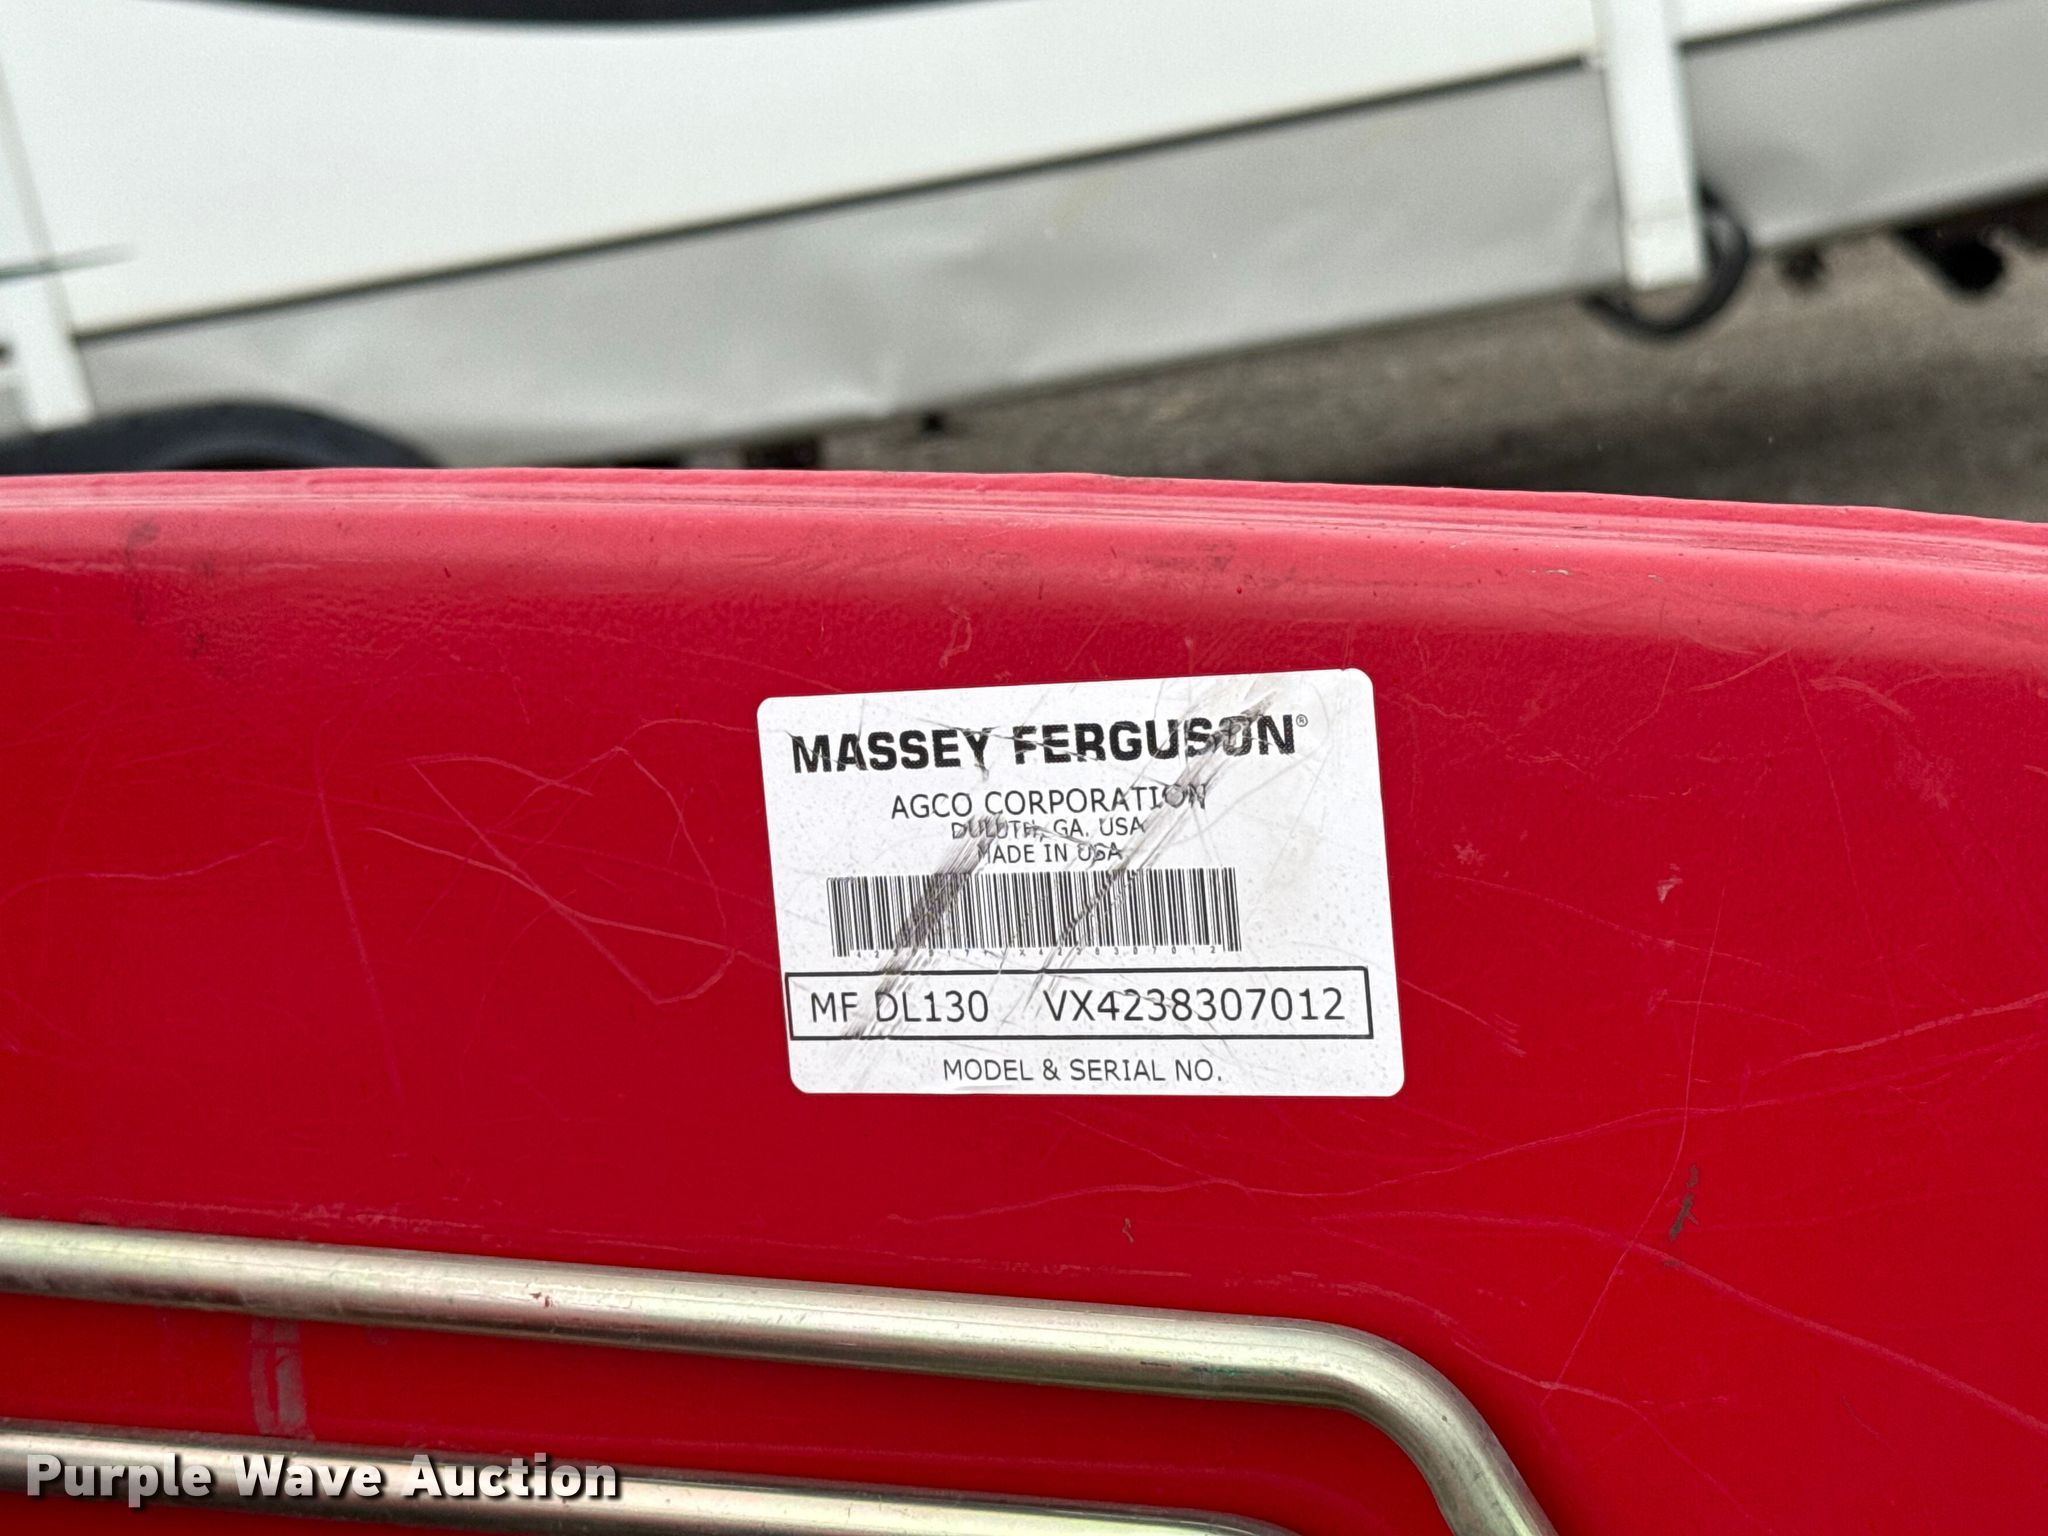 MASSEY FERGUSON®
AGCO CORPORATION
DULUTH, GA. USA
MADE IN USA
MF DL130 VX4238307012
MODEL & SERIAL NO.
Purple Wave Auction